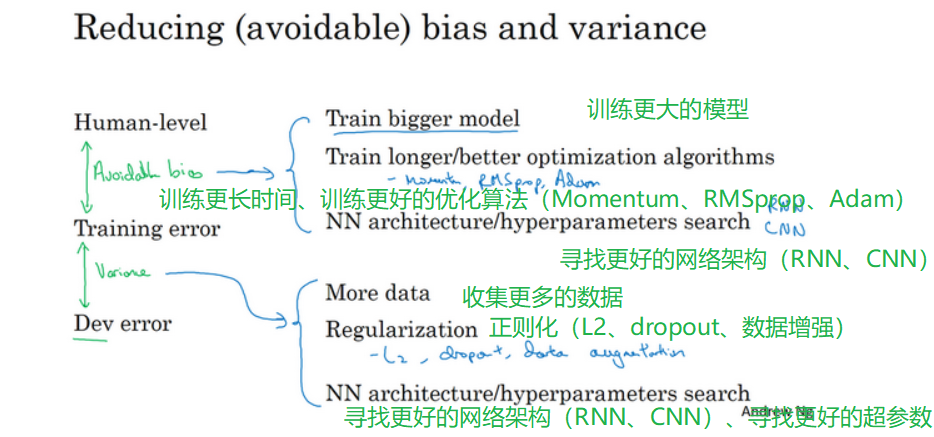 Reducing (avoidable) bias and variance
Human-level
Avoidable bias
Training error
Variance
Dev error
Train bigger model
训练更大的模型
Train longer/better optimization algorithms
- Momentum, RMSprop, Adam
训练更长时间、训练更好的优化算法（Momentum、RMSprop、Adam）
NN architecture/hyperparameters search
RNN
CNN
寻找更好的网络架构（RNN、CNN）
More data
收集更多的数据
Regularization
正则化（L2、dropout、数据增强）
- L2, dropout, data augmentation
NN architecture/hyperparameters search
Andrew Ng
寻找更好的网络架构（RNN、CNN）、寻找更好的超参数